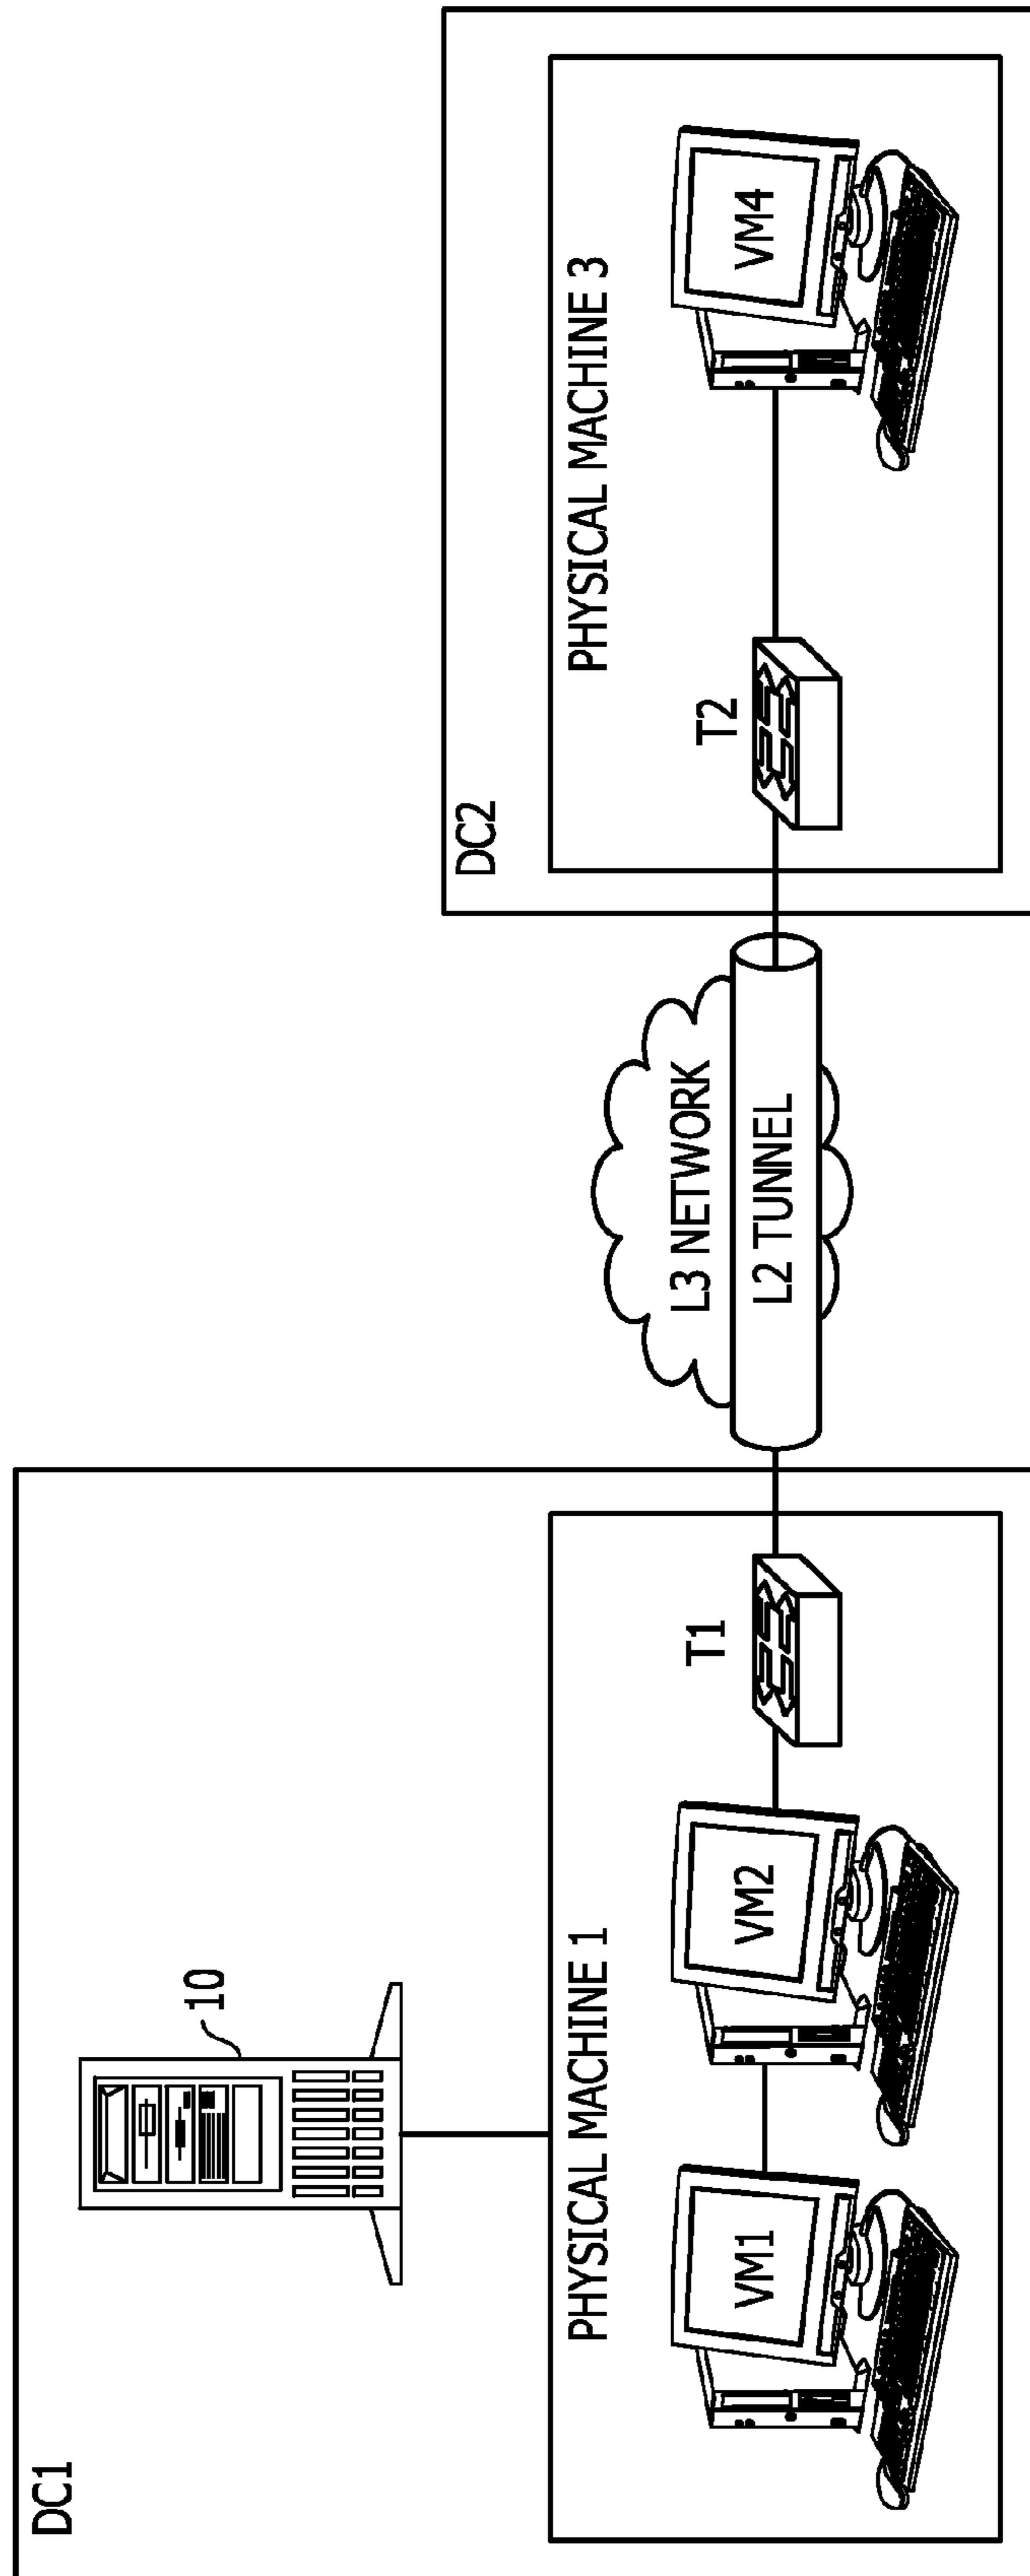 DC1
10
PHYSICAL MACHINE 1
VM1
VM2
T1
L3 NETWORK
L2 TUNNEL
DC2
PHYSICAL MACHINE 3
T2
VM4